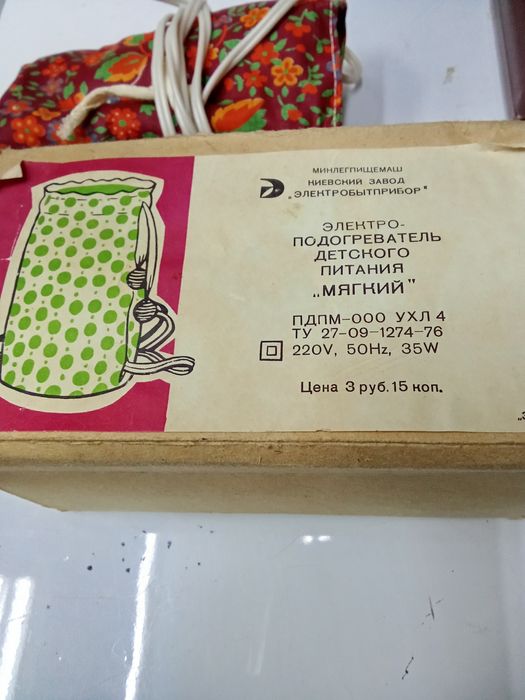 МИНЛЕГПИЩЕМАШ
КИЕВСКИЙ ЗАВОД
„ЭЛЕКТРОБЫТПРИБОР"
ЭЛЕКТРО-
ПОДОГРЕВАТЕЛЬ
ДЕТСКОГО
ПИТАНИЯ
„МЯГКИЙ"
ПДПМ-000 УХЛ 4
ТУ 27-09-1274-76
220V, 50Hz, 35W
Цена 3 руб. 15 коп.